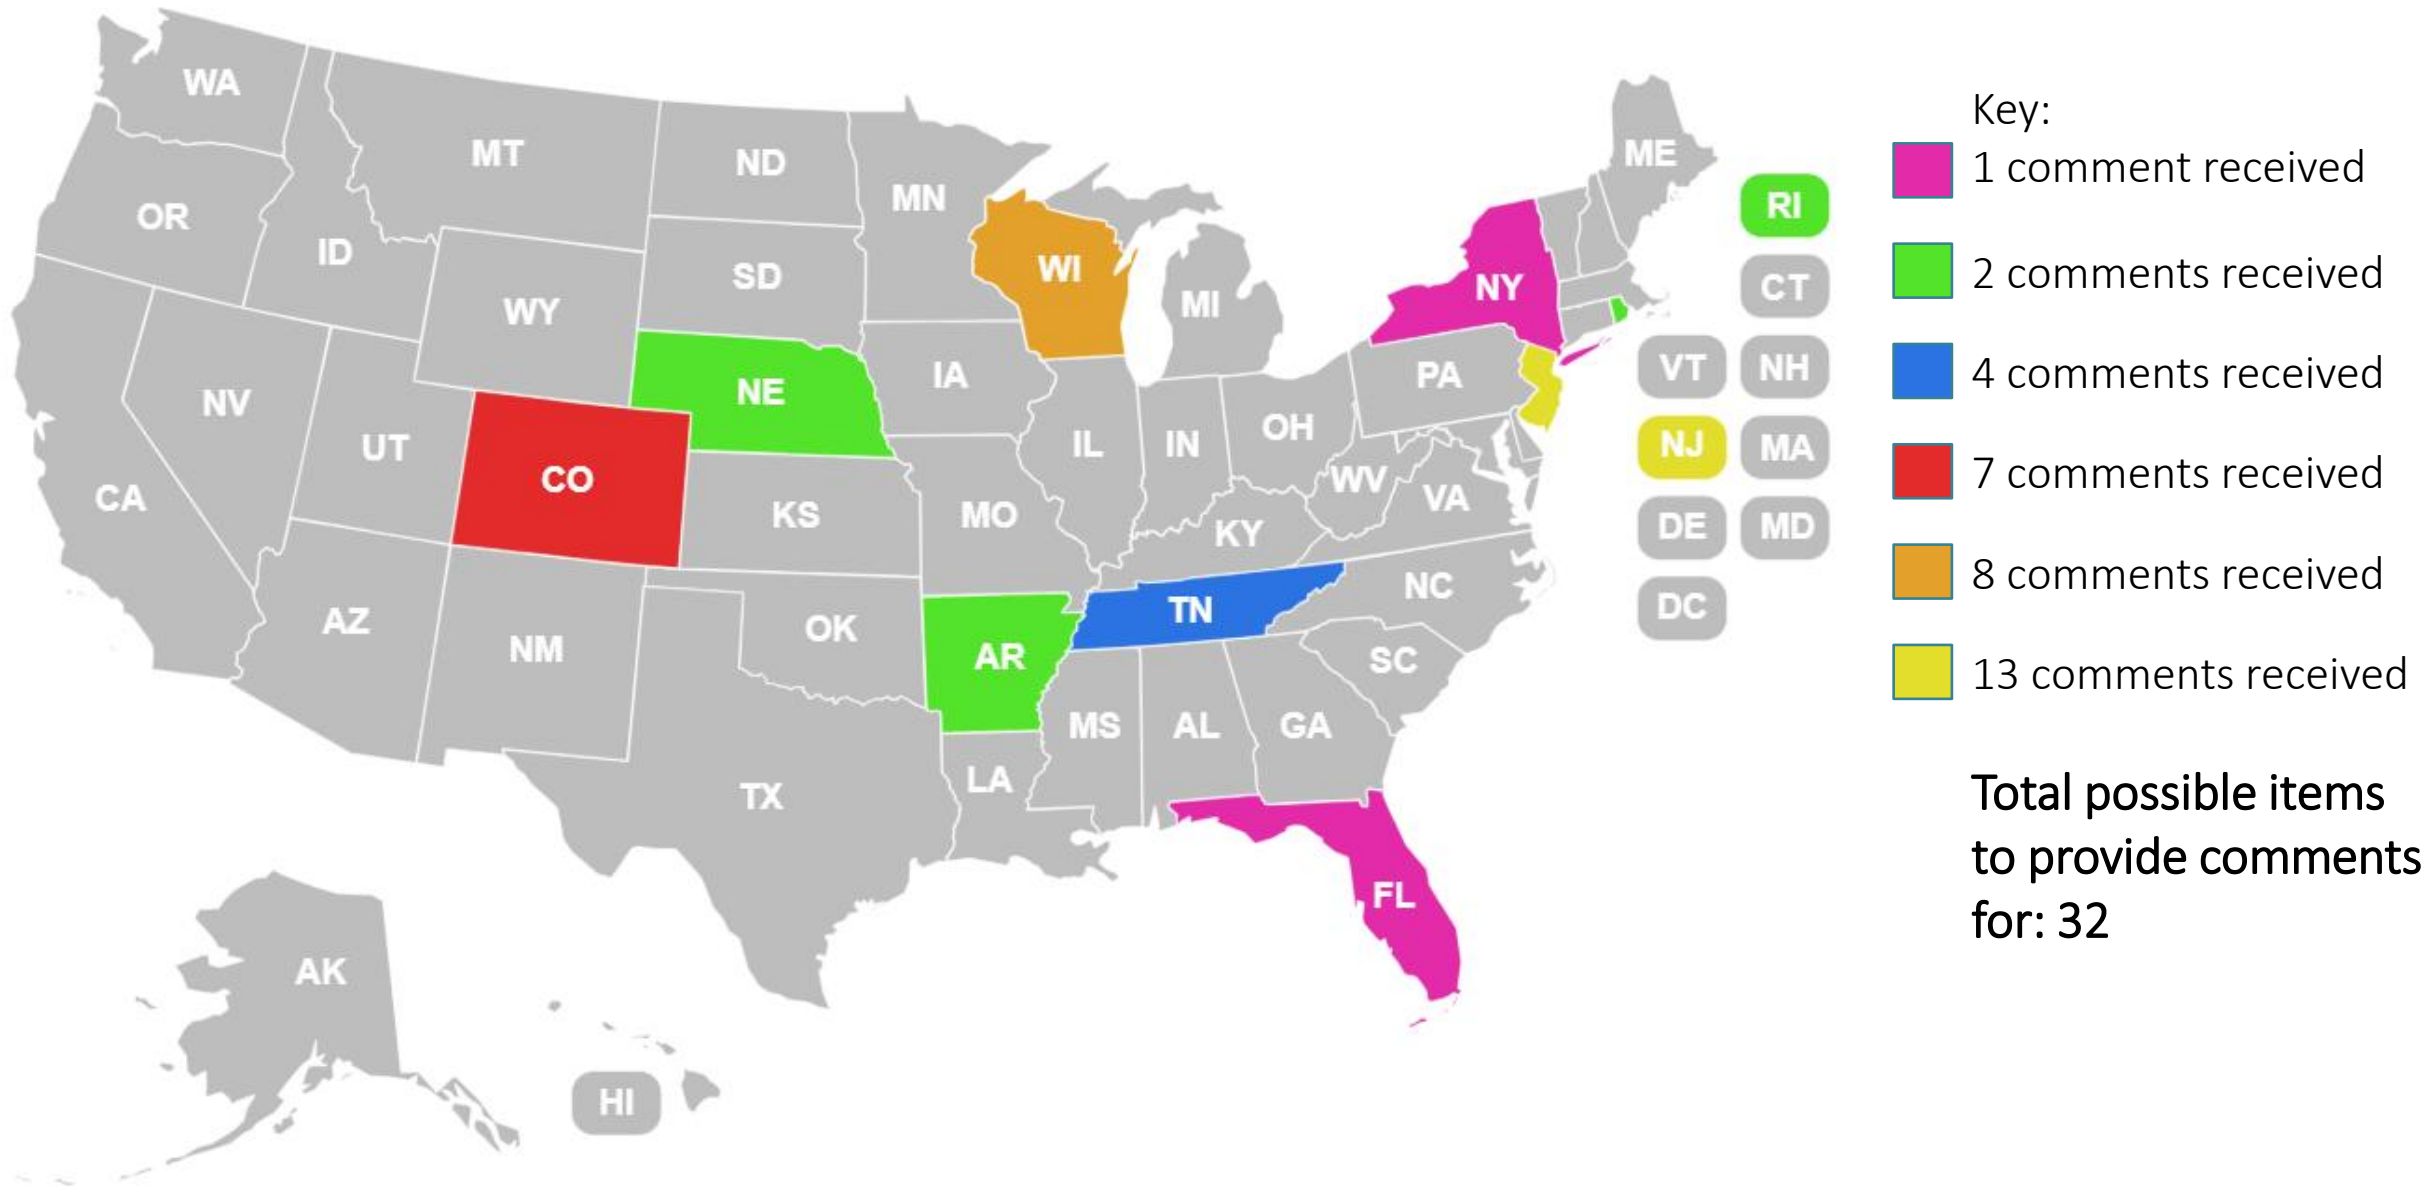 WA
MT
ND
MN
ME
OR
ID
SD
WI
MI
NY
RI
CT
WY
NE
IA
PA
VT
NH
NV
UT
CO
IL
IN
OH
NJ
MA
CA
KS
MO
WV
VA
KY
DE
MD
AZ
NM
OK
AR
TN
NC
DC
SC
TX
LA
MS
AL
GA
FL
AK
HI
Key:
1 comment received
2 comments received
4 comments received
7 comments received
8 comments received
13 comments received
Total possible items
to provide comments
for: 32